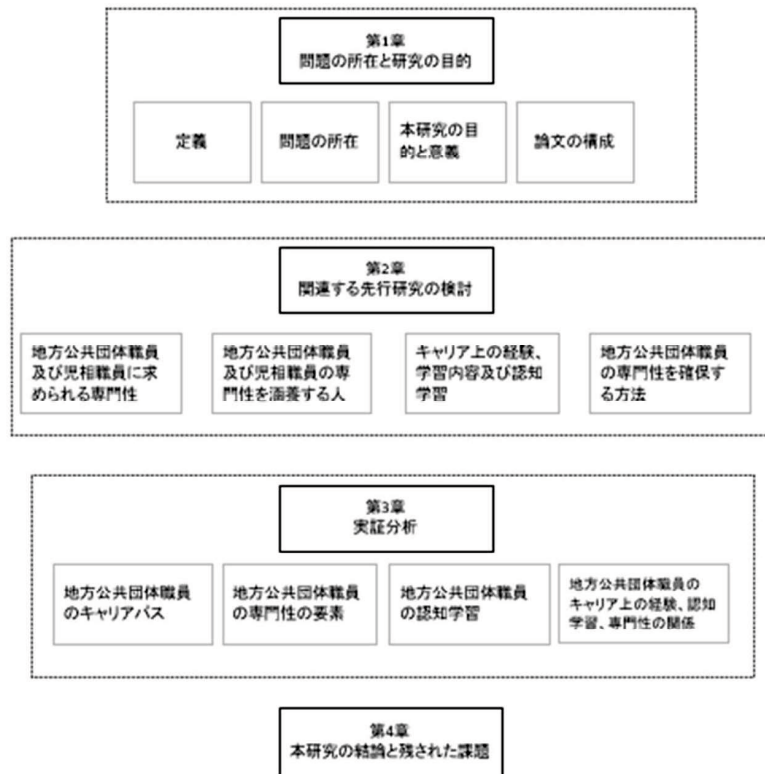 第1章
問題の所在と研究の目的
定義
問題の所在
本研究の目
的と意義
論文の構成
第2章
関連する先行研究の検討
地方公共団体職員
及び児相職員に求
められる専門性
地方公共団体職員
及び児相職員の専
門性を涵養する人
キャリア上の経験、
学習内容及び認知
学習
地方公共団体職員
の専門性を確保す
る方法
第3章
実証分析
地方公共団体職員
のキャリアパス
地方公共団体職員
の専門性の要素
地方公共団体職員
の認知学習
地方公共団体職員の
キャリア上の経験、認知
学習、専門性の関係
第4章
本研究の結論と残された課題